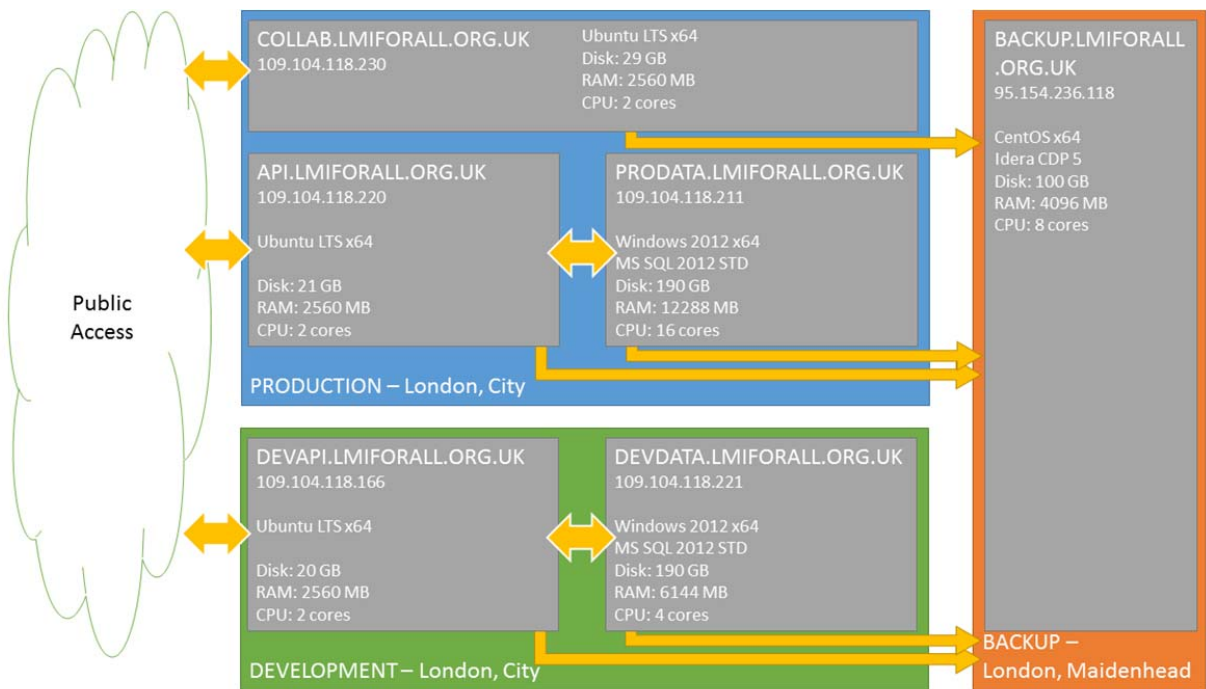 Public
Access
COLLAB.LMIFORALL.ORG.UK
109.104.118.230
Ubuntu LTS x64
Disk: 29 GB
RAM: 2560 MB
CPU: 2 cores
API.LMIFORALL.ORG.UK
109.104.118.220
Ubuntu LTS x64
Disk: 21 GB
RAM: 2560 MB
CPU: 2 cores
PRODATA.LMIFORALL.ORG.UK
109.104.118.211
Windows 2012 x64
MS SQL 2012 STD
Disk: 190 GB
RAM: 12288 MB
CPU: 16 cores
PRODUCTION – London, City
DEVAPI.LMIFORALL.ORG.UK
109.104.118.166
Ubuntu LTS x64
Disk: 20 GB
RAM: 2560 MB
CPU: 2 cores
DEVDATA.LMIFORALL.ORG.UK
109.104.118.221
Windows 2012 x64
MS SQL 2012 STD
Disk: 190 GB
RAM: 6144 MB
CPU: 4 cores
DEVELOPMENT – London, City
BACKUP.LMIFORALL
.ORG.UK
95.154.236.118
CentOS x64
Idera CDP 5
Disk: 100 GB
RAM: 4096 MB
CPU: 8 cores
BACKUP –
London, Maidenhead